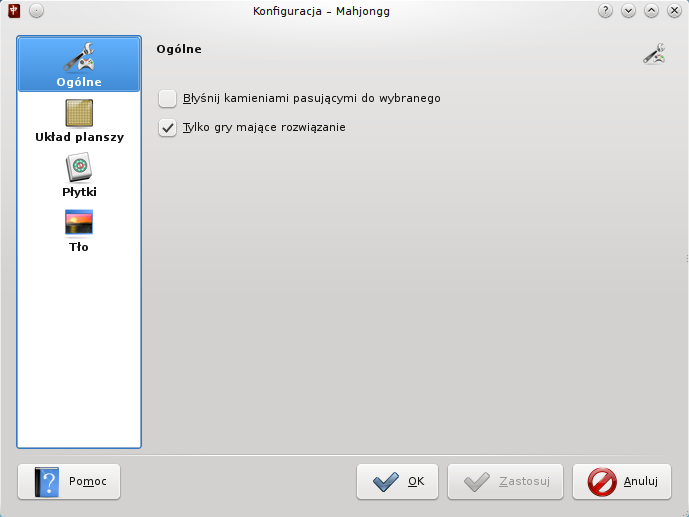 Konfiguracja – Mahjongg
Ogólne
Układ planszy
Płytki
Tło
Ogólne
Błyśnij kamieniami pasującymi do wybranego
Tylko gry mające rozwiązanie
Pomoc
OK
Zastosuj
Anuluj